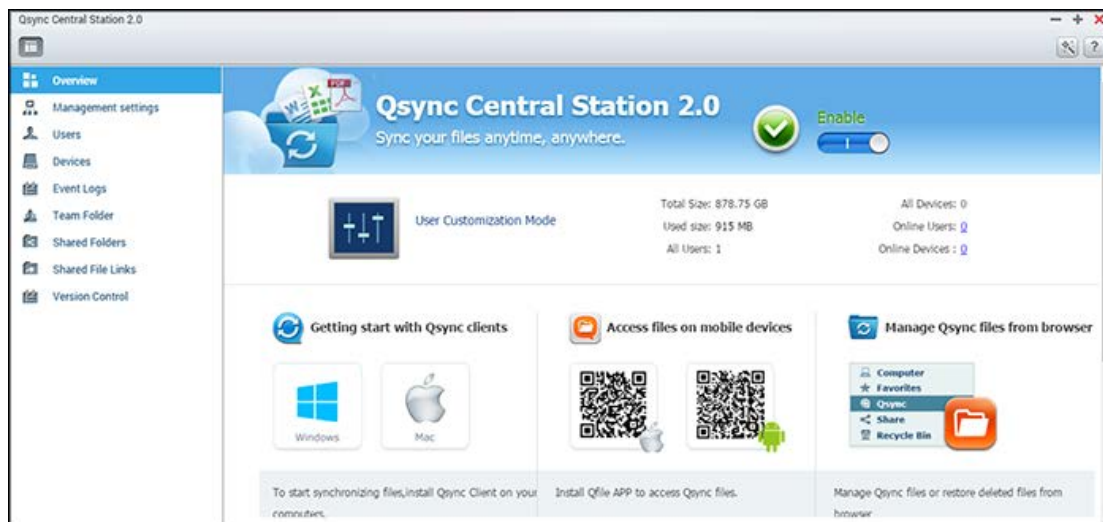 Qsync Central Station 2.0
?
Overview
Management settings
Users
Devices
Event Logs
Team Folder
Shared Folders
Shared File Links
Version Control
PDF
W X
Qsync Central Station 2.0
Sync your files anytime, anywhere.
Enable
User Customization Mode
Total Size: 878.75 GB
Used size: 915 MB
All Users: 1
All Devices: 0
Online Users: 0
Online Devices : 0
Getting start with Qsync clients
Windows
Mac
To start synchronizing files,install Qsync Client on your
computers.
Access files on mobile devices
Install Qfile APP to access Qsync files.
Manage Qsync files from browser
Computer
Favorites
Qsync
Share
Recycle Bin
Manage Qsync files or restore deleted files from
browser